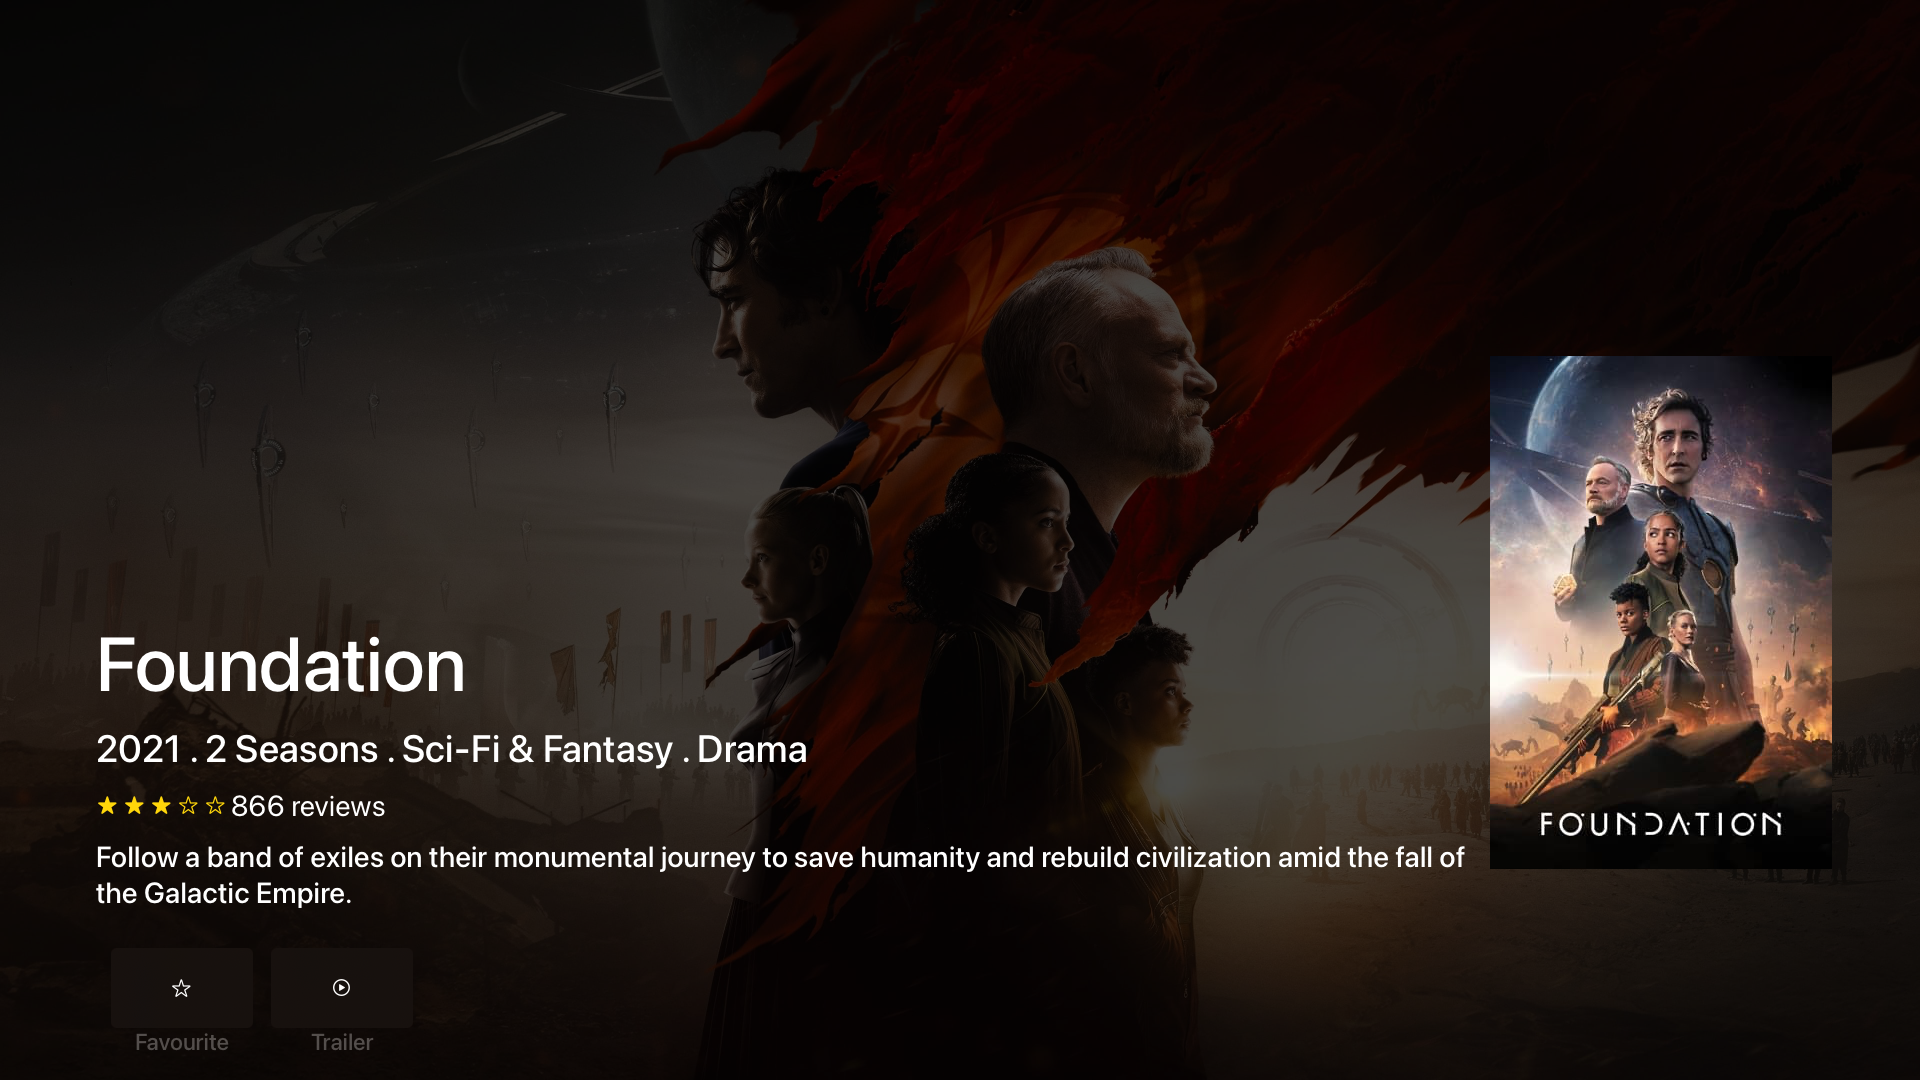 Foundation
2021 . 2 Seasons . Sci-Fi & Fantasy . Drama
866 reviews
Follow a band of exiles on their monumental journey to save humanity and rebuild civilization amid the fall of
the Galactic Empire.
Favourite
Trailer
FOUNDATION